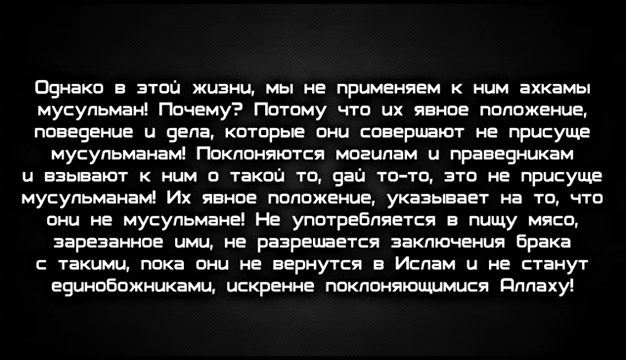 Однако в этой жизни, мы не применяем к ним ахкамы
мусульман! Почему? Потому что их явное положение,
поведение и дела, которые они совершают не присуще
мусульманам! Поклоняются могилам и праведникам
и взывают к ним о такой то, дай то-то, это не присуще
мусульманам! Их явное положение, указывает на то, что
они не мусульмане! Не употребляется в пищу мясо,
зарезанное ими, не разрешается заключения брака
с такими, пока они не вернутся в Ислам и не станут
единобожниками, искренне поклоняющимися Аллаху!